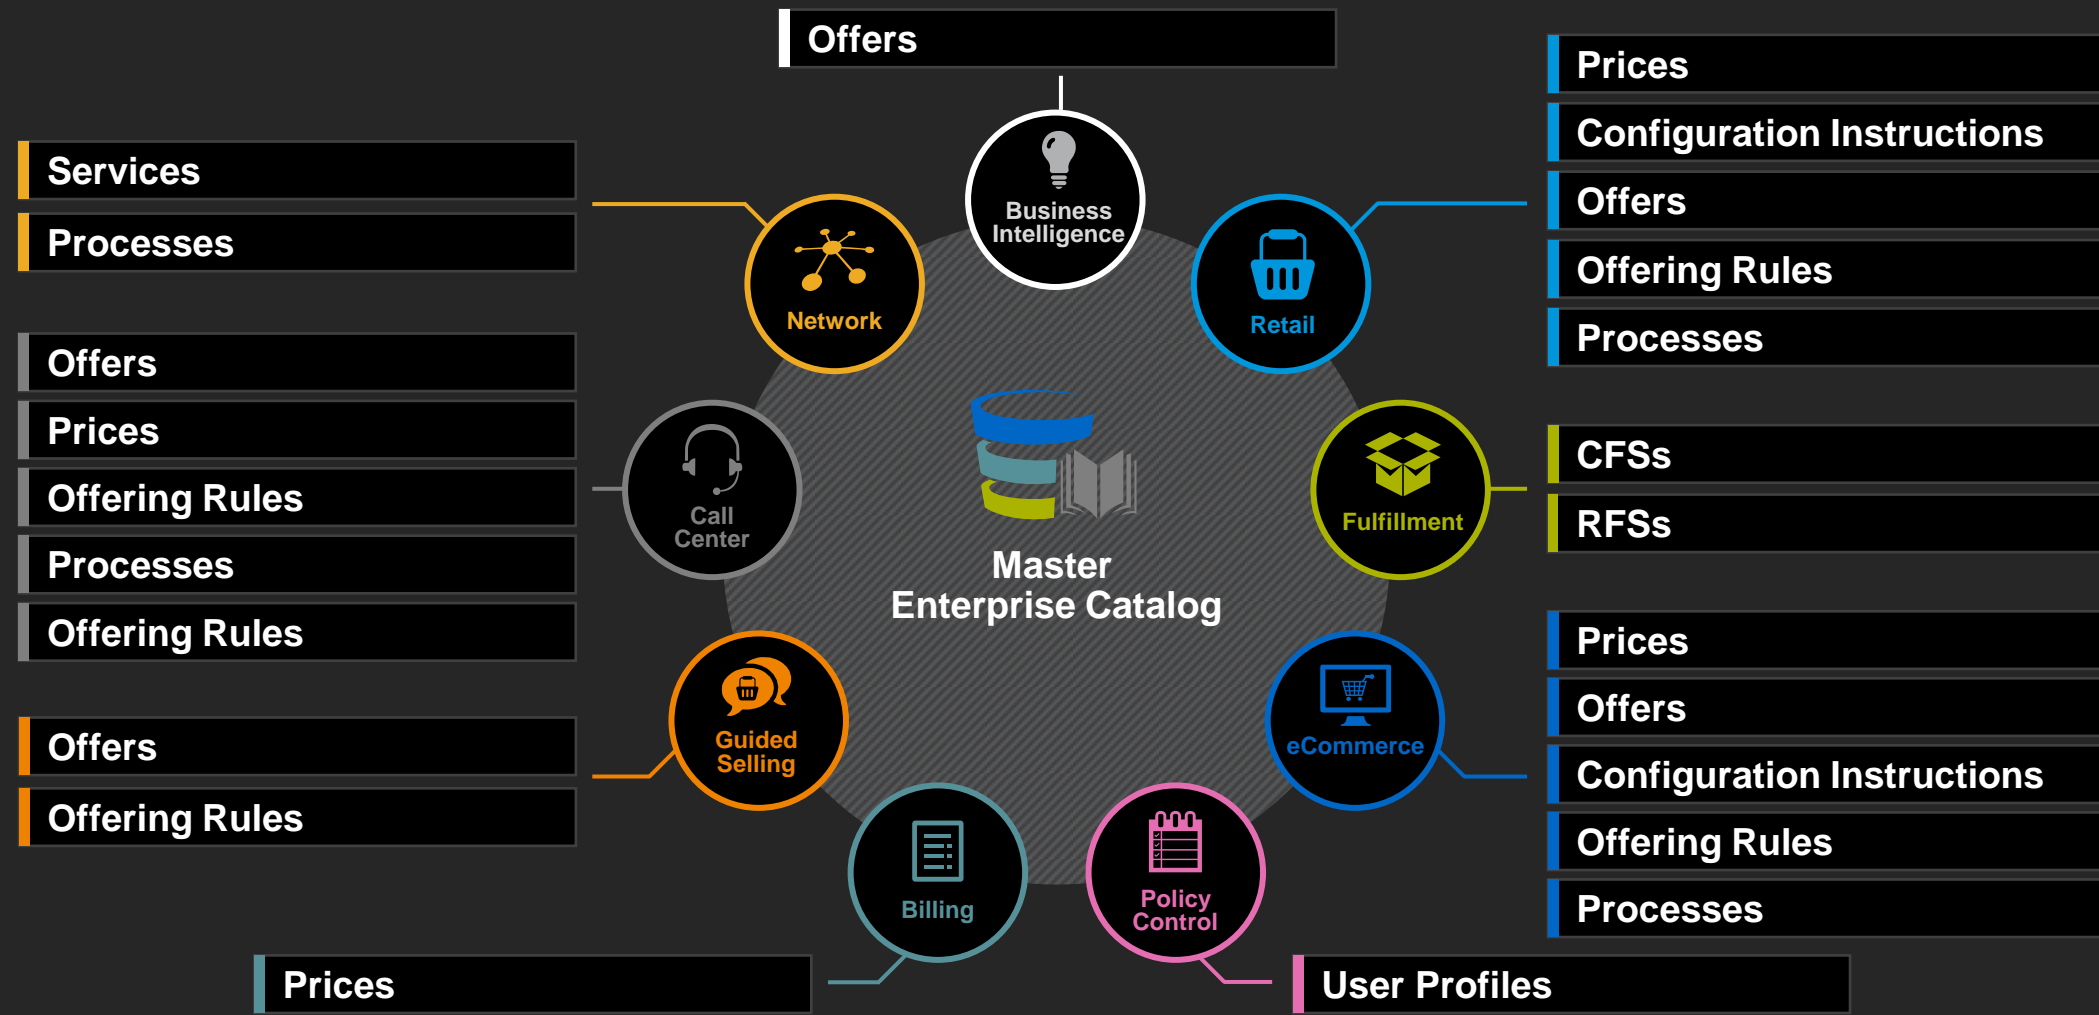 Offers
Services
Processes
Offers
Prices
Offering Rules
Processes
Offering Rules
Offers
Offering Rules
Prices
Business
Intelligence
Network
Retail
Call
Center
Fulfillment
Master
Enterprise Catalog
Guided
Selling
eCommerce
Billing
Policy
Control
Prices
Configuration Instructions
Offers
Offering Rules
Processes
CFSs
RFSs
Prices
Offers
Configuration Instructions
Offering Rules
Processes
User Profiles